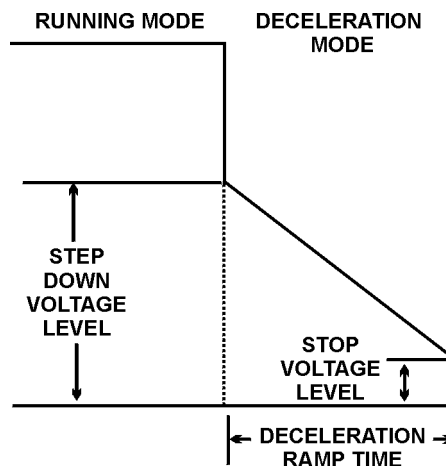 RUNNING MODE
DECELERATION
MODE
STEP
DOWN
VOLTAGE
LEVEL
STOP
VOLTAGE
LEVEL
DECELERATION
RAMP TIME